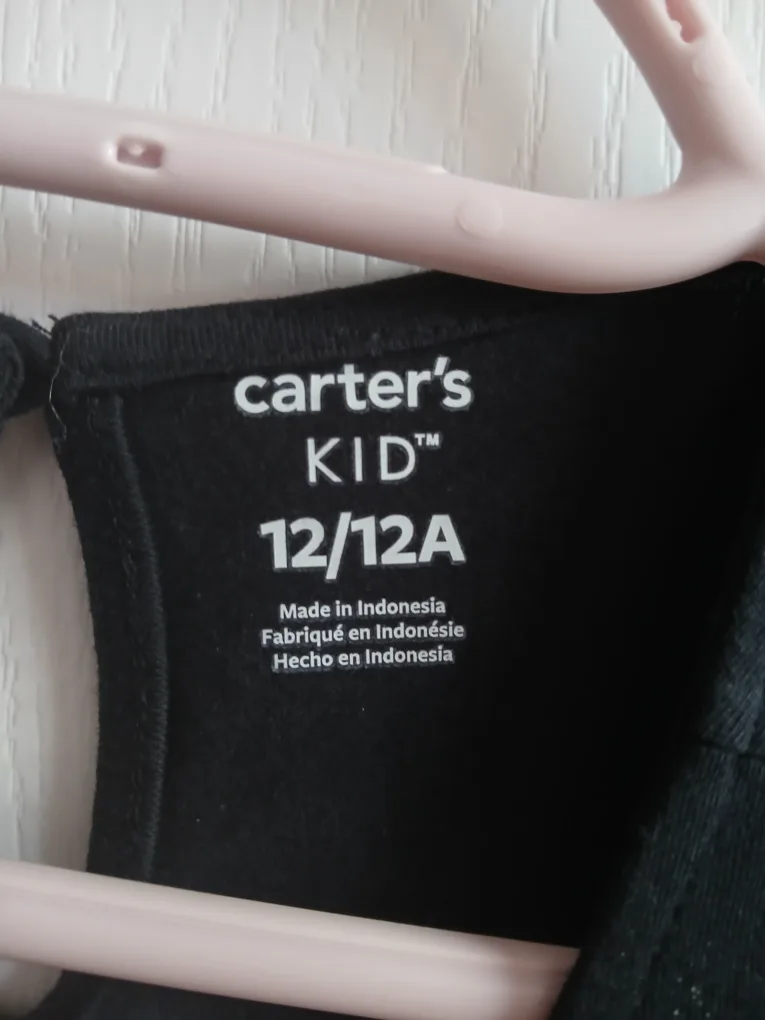 carter's
KID™
12/12A
Made in Indonesia
Fabriqué en Indonésie
Hecho en Indonesia